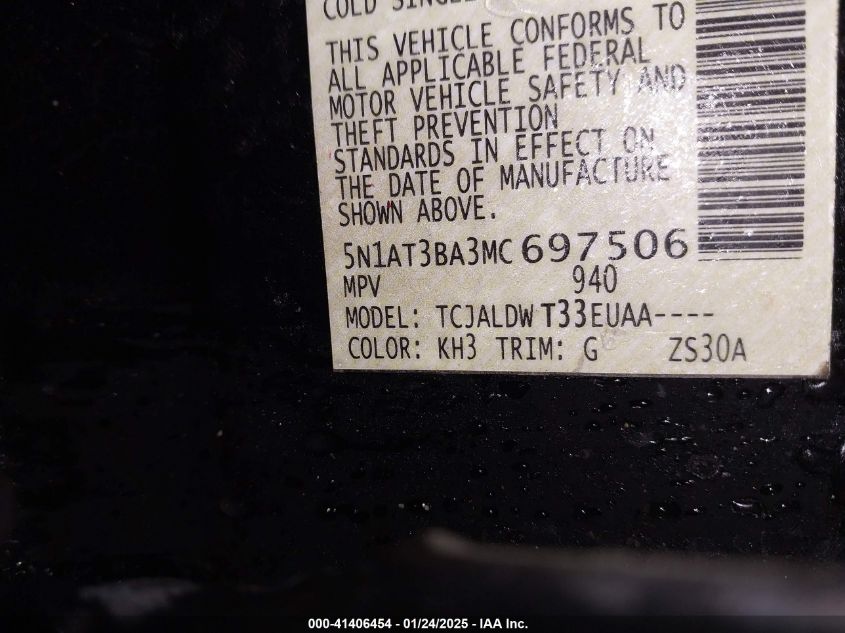 COLD SINGLE
THIS VEHICLE CONFORMS TO
ALL APPLICABLE FEDERAL
MOTOR VEHICLE SAFETY AND
THEFT PREVENTION
STANDARDS IN EFFECT ON
THE DATE OF MANUFACTURE
SHOWN ABOVE.
5N1AT3BA3MC697506
MPV 940
MODEL: TCJALDWT33EUAA----
COLOR: KH3 TRIM: G ZS30A
000-41406454 / 01/24/2025 - IAA Inc.